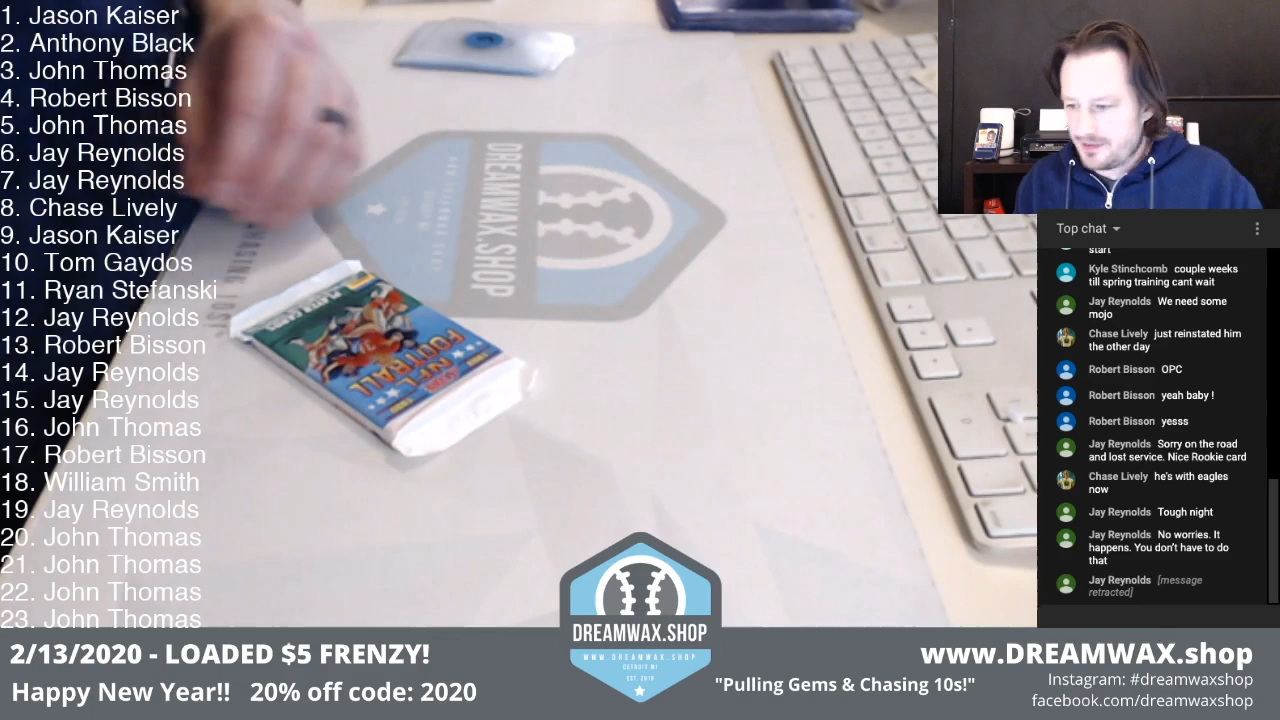 1. Jason Kaiser
2. Anthony Black
3. John Thomas
4. Robert Bisson
5. John Thomas
6. Jay Reynolds
7. Jay Reynolds
8. Chase Lively
9. Jason Kaiser
10. Tom Gaydos
11. Ryan Stefanski
12. Jay Reynolds
13. Robert Bisson
14. Jay Reynolds
15. Jay Reynolds
16. John Thomas
17. Robert Bisson
18. William Smith
19. Jay Reynolds
20. John Thomas
21. John Thomas
22. John Thomas
23. John Thomas
DREAMWAX.SHOP
NFL
FOOTBALL
Top chat
start
Kyle Stinchcomb couple weeks
till spring training cant wait
Jay Reynolds We need some
mojo
Chase Lively just reinstated him
the other day
Robert Bisson OPC
Robert Bisson yeah baby !
Robert Bisson yesss
Jay Reynolds Sorry on the road
and lost service. Nice Rookie card
Chase Lively he's with eagles
now
Jay Reynolds Tough night
Jay Reynolds No worries. It
happens. You don't have to do
that
Jay Reynolds [message
retracted]
2/13/2020 - LOADED $5 FRENZY!
Happy New Year!! 20% off code: 2020
DREAMWAX.SHOP
WWW.DREAMWAX.SHOP
DETROIT MI
EST. 2019
"Pulling Gems & Chasing 10s!"
www.DREAMWAX.shop
Instagram: #dreamwaxshop
facebook.com/dreamwaxshop